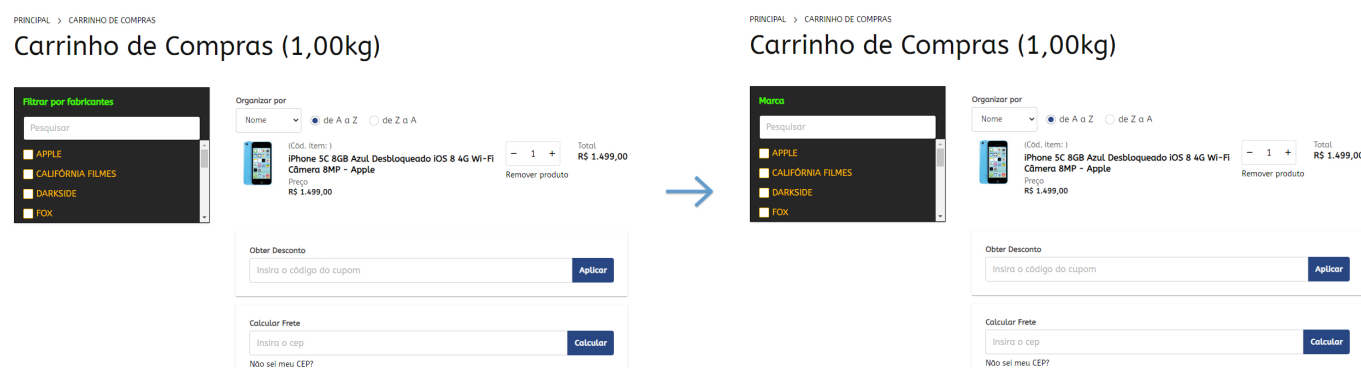 PRINCIPAL > CARRINHO DE COMPRAS
Carrinho de Compras (1,00kg)
Filtrar por fabricantes
Pesquisar
APPLE
CALIFÓRNIA FILMES
DARKSIDE
FOX
Organizar por
Nome de A a Z de Z a A
(Cód. item: )
iPhone 5C 8GB Azul Desbloqueado iOS 8 4G Wi-Fi
Câmera 8MP - Apple
Preço
R$ 1.499,00
− 1 +
Remover produto
Total
R$ 1.499,00
Obter Desconto
Insira o código do cupom Aplicar
Calcular Frete
Insira o cep Calcular
Não sei meu CEP?
PRINCIPAL > CARRINHO DE COMPRAS
Carrinho de Compras (1,00kg)
Marca
Pesquisar
APPLE
CALIFÓRNIA FILMES
DARKSIDE
FOX
Organizar por
Nome de A a Z de Z a A
(Cód. item: )
iPhone 5C 8GB Azul Desbloqueado iOS 8 4G Wi-Fi
Câmera 8MP - Apple
Preço
R$ 1.499,00
− 1 +
Remover produto
Total
R$ 1.499,00
Obter Desconto
Insira o código do cupom Aplicar
Calcular Frete
Insira o cep Calcular
Não sei meu CEP?